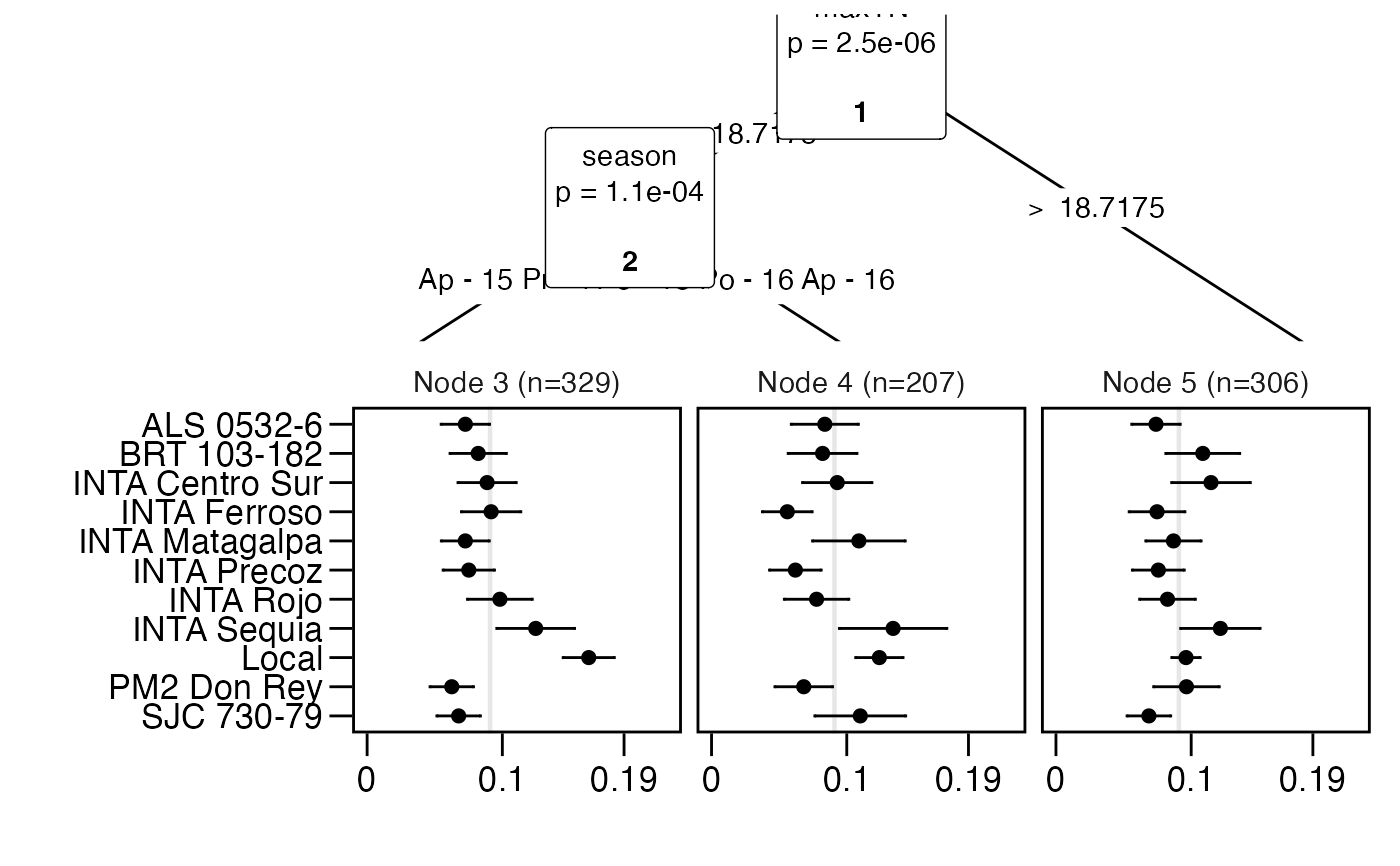 p = 2.5e-06
1
season
p = 1.1e-04
2
> 18.7175
Ap - 15
Po - 16 Ap - 16
Node 3 (n=329)
Node 4 (n=207)
Node 5 (n=306)
ALS 0532-6
BRT 103-182
INTA Centro Sur
INTA Ferroso
INTA Matagalpa
INTA Precoz
INTA Rojo
INTA Sequia
Local
PM2 Don Rey
SJC 730-79
0 0.1 0.19
0 0.1 0.19
0 0.1 0.19